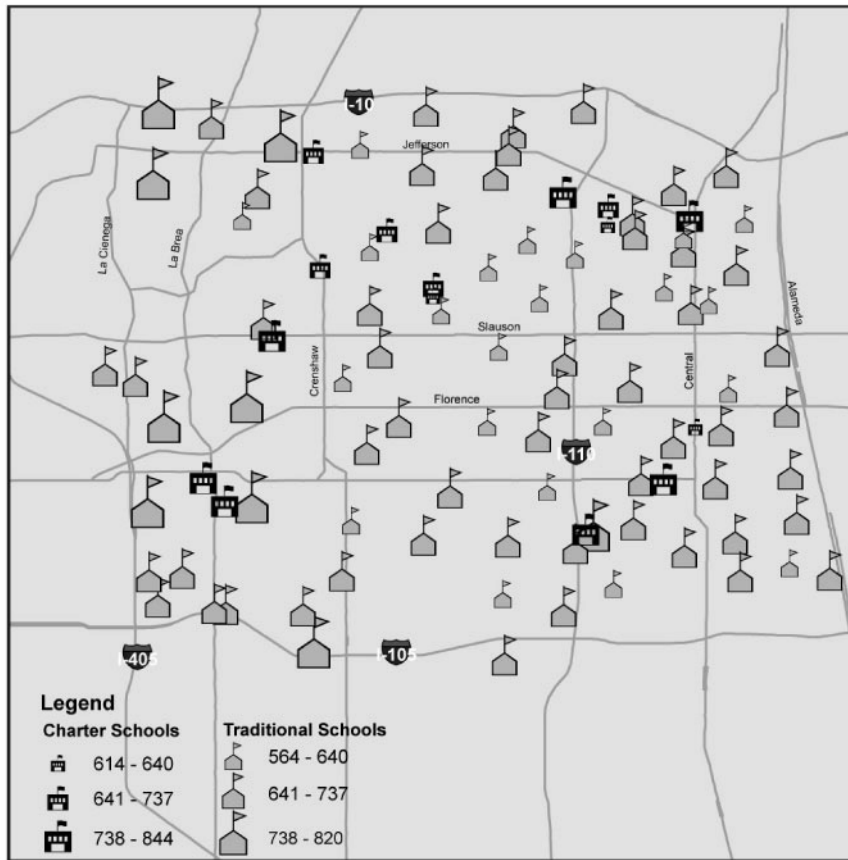 I-10
Jefferson
La Cienega
La Brea
Crenshaw
Slauson
Central
Alameda
Florence
I-110
I-405
I-105
Legend
Charter Schools
614 - 640
641 - 737
738 - 844
Traditional Schools
564 - 640
641 - 737
738 - 820